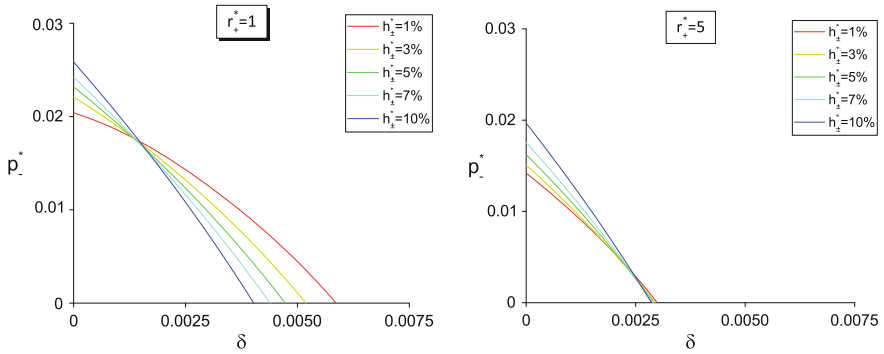 r₊*=1
0.03
0.02
0.01
0
p₋*
0
0.0025
0.0050
0.0075
δ
h±*=1%
h±*=3%
h±*=5%
h±*=7%
h±*=10%
r₊*=5
0.03
0.02
0.01
0
p₋*
0
0.0025
0.0050
0.0075
δ
h±*=1%
h±*=3%
h±*=5%
h±*=7%
h±*=10%